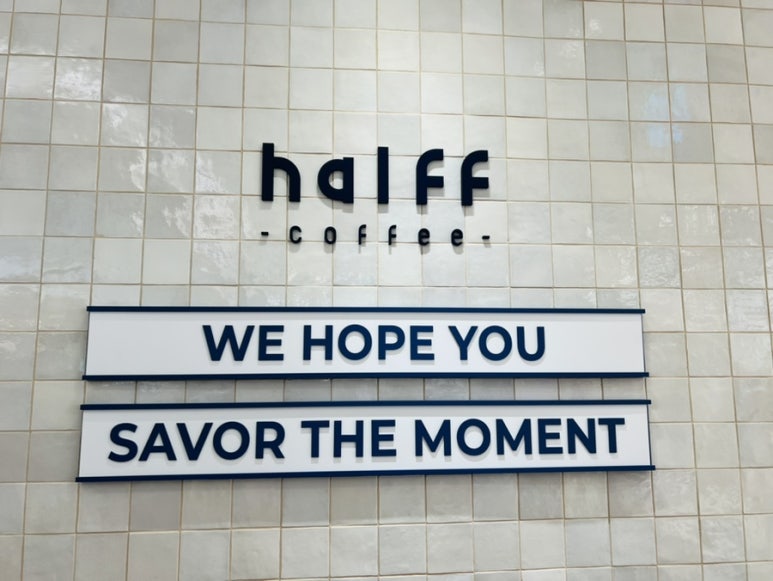 halff
-coffee-
WE HOPE YOU
SAVOR THE MOMENT